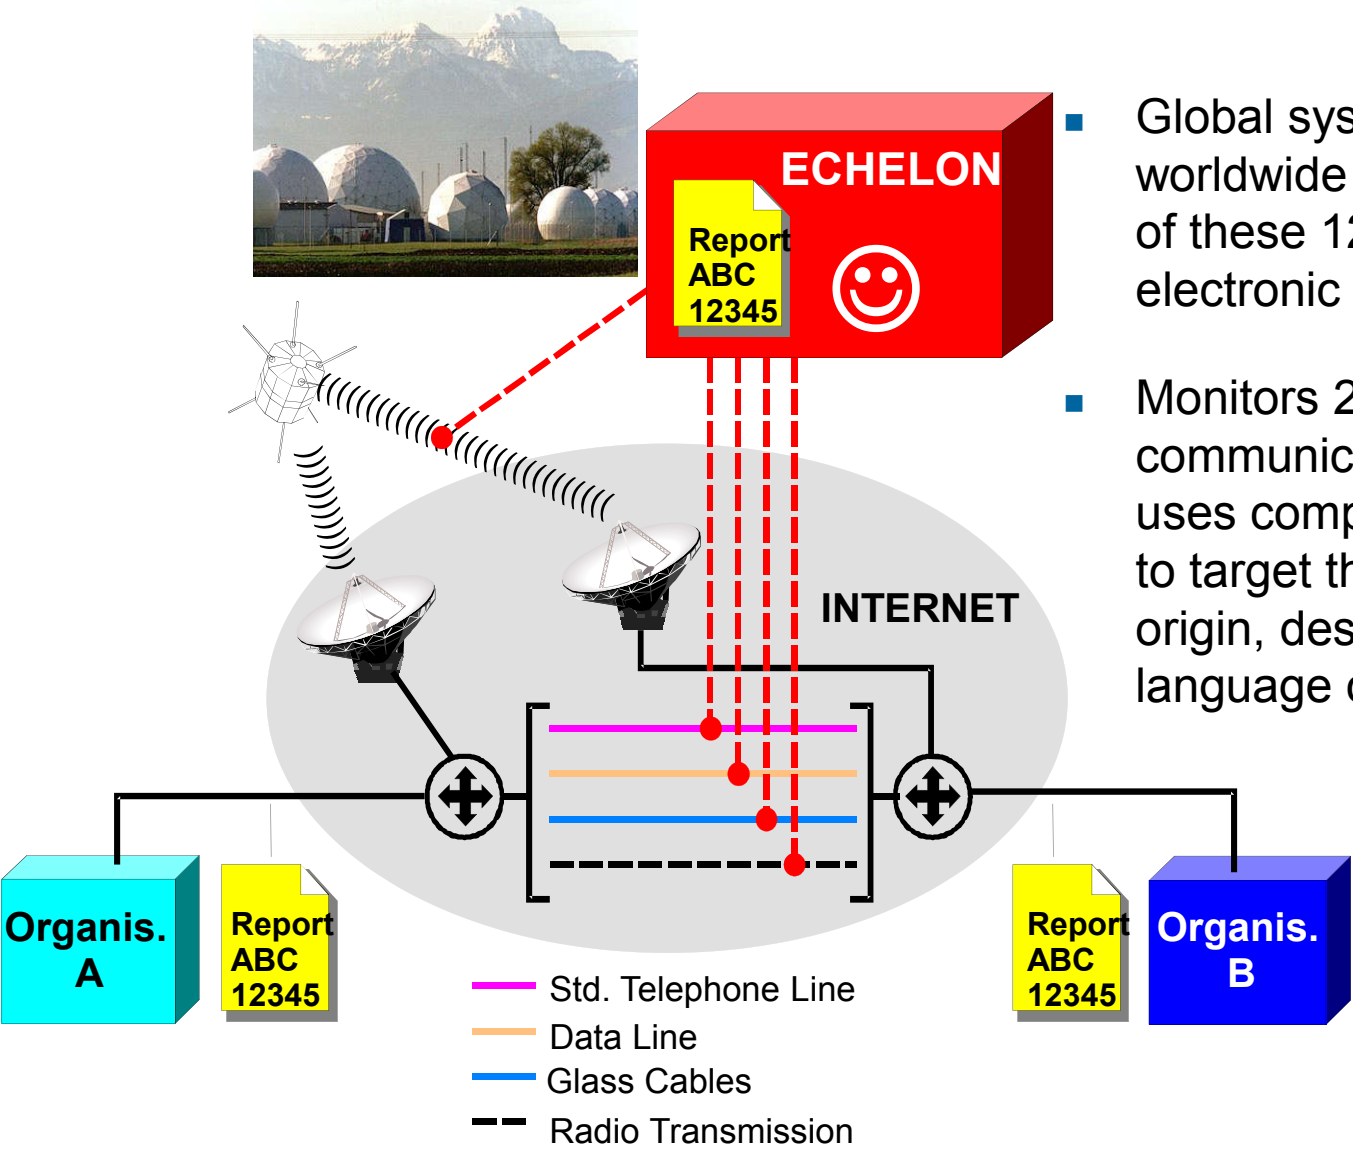 ECHELON
Report
ABC
12345
Global sys
worldwide
of these 12
electronic
Monitors 2
communic
uses comp
to target th
origin, des
language
INTERNET
Organis.
A
Report
ABC
12345
Report
ABC
12345
Organis.
B
Std. Telephone Line
Data Line
Glass Cables
Radio Transmission